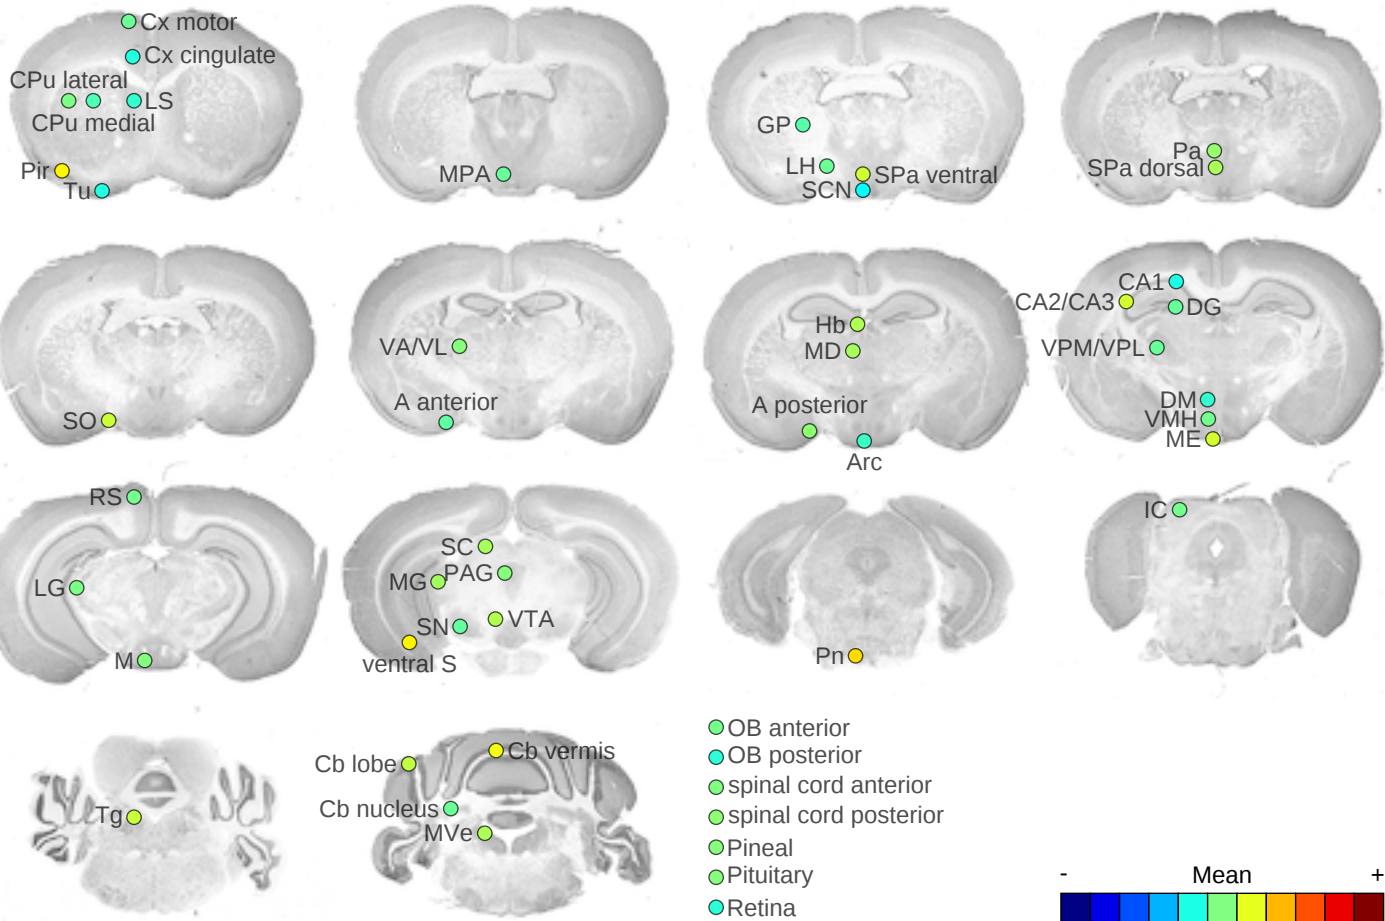 Cx motor
Cx cingulate
CPu lateral
LS
CPu medial
Pir
Tu
MPA
GP
LH
SPa ventral
SCN
Pa
SPa dorsal
SO
VA/VL
A anterior
Hb
MD
A posterior
Arc
CA1
CA2/CA3
DG
VPM/VPL
DM
VMH
ME
RS
LG
M
SC
PAG
MG
VTA
SN
ventral S
Pn
IC
Tg
Cb vermis
Cb lobe
Cb nucleus
MVe
OB anterior
OB posterior
spinal cord anterior
spinal cord posterior
Pineal
Pituitary
Retina
- Mean +